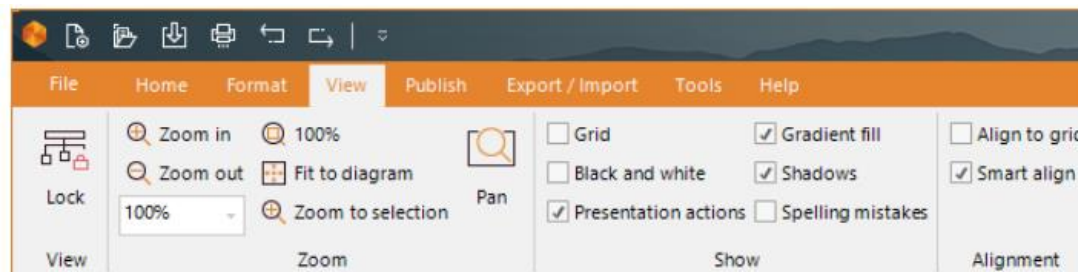 File Home Format View Publish Export / Import Tools Help
Zoom in 100% Grid Gradient fill Align to grid
Zoom out Fit to diagram Black and white Shadows Smart align
Lock 100% Zoom to selection Pan Presentation actions Spelling mistakes
View Zoom Show Alignment